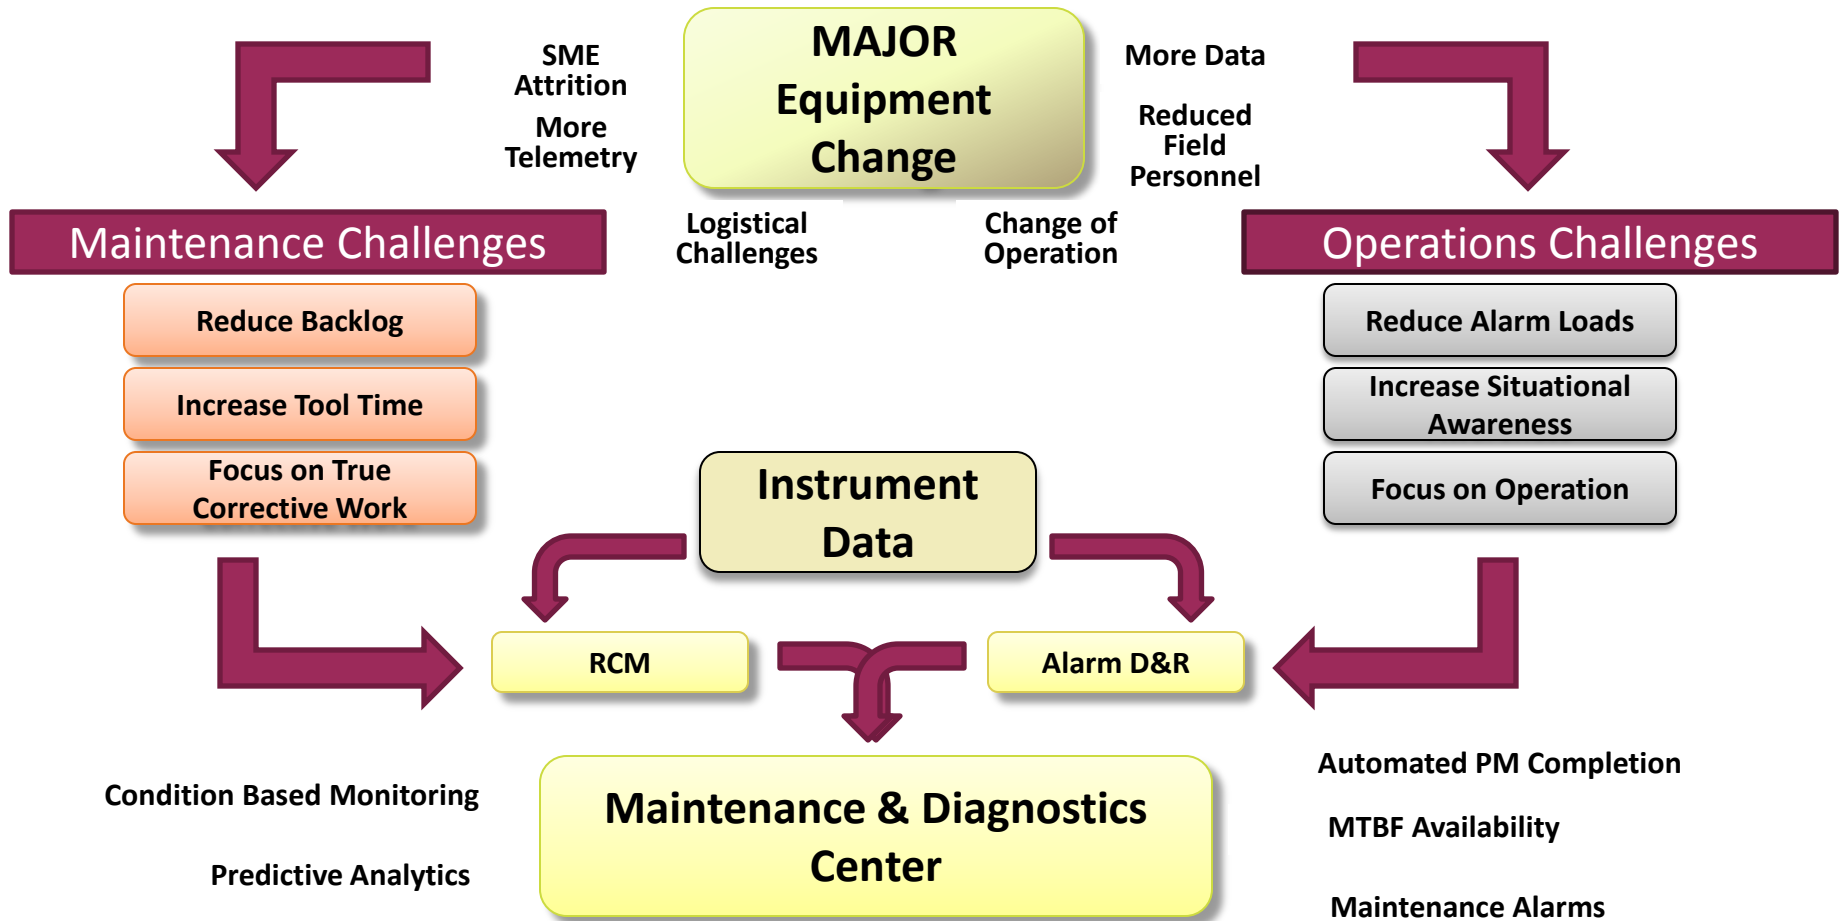 MAJOR
Equipment
Change
SME
Attrition
More
Telemetry
More Data
Reduced
Field
Personnel
Logistical
Challenges
Change of
Operation
Maintenance Challenges
Operations Challenges
Reduce Backlog
Increase Tool Time
Focus on True
Corrective Work
Reduce Alarm Loads
Increase Situational
Awareness
Focus on Operation
Instrument
Data
RCM
Alarm D&R
Maintenance & Diagnostics
Center
Condition Based Monitoring
Predictive Analytics
Automated PM Completion
MTBF Availability
Maintenance Alarms